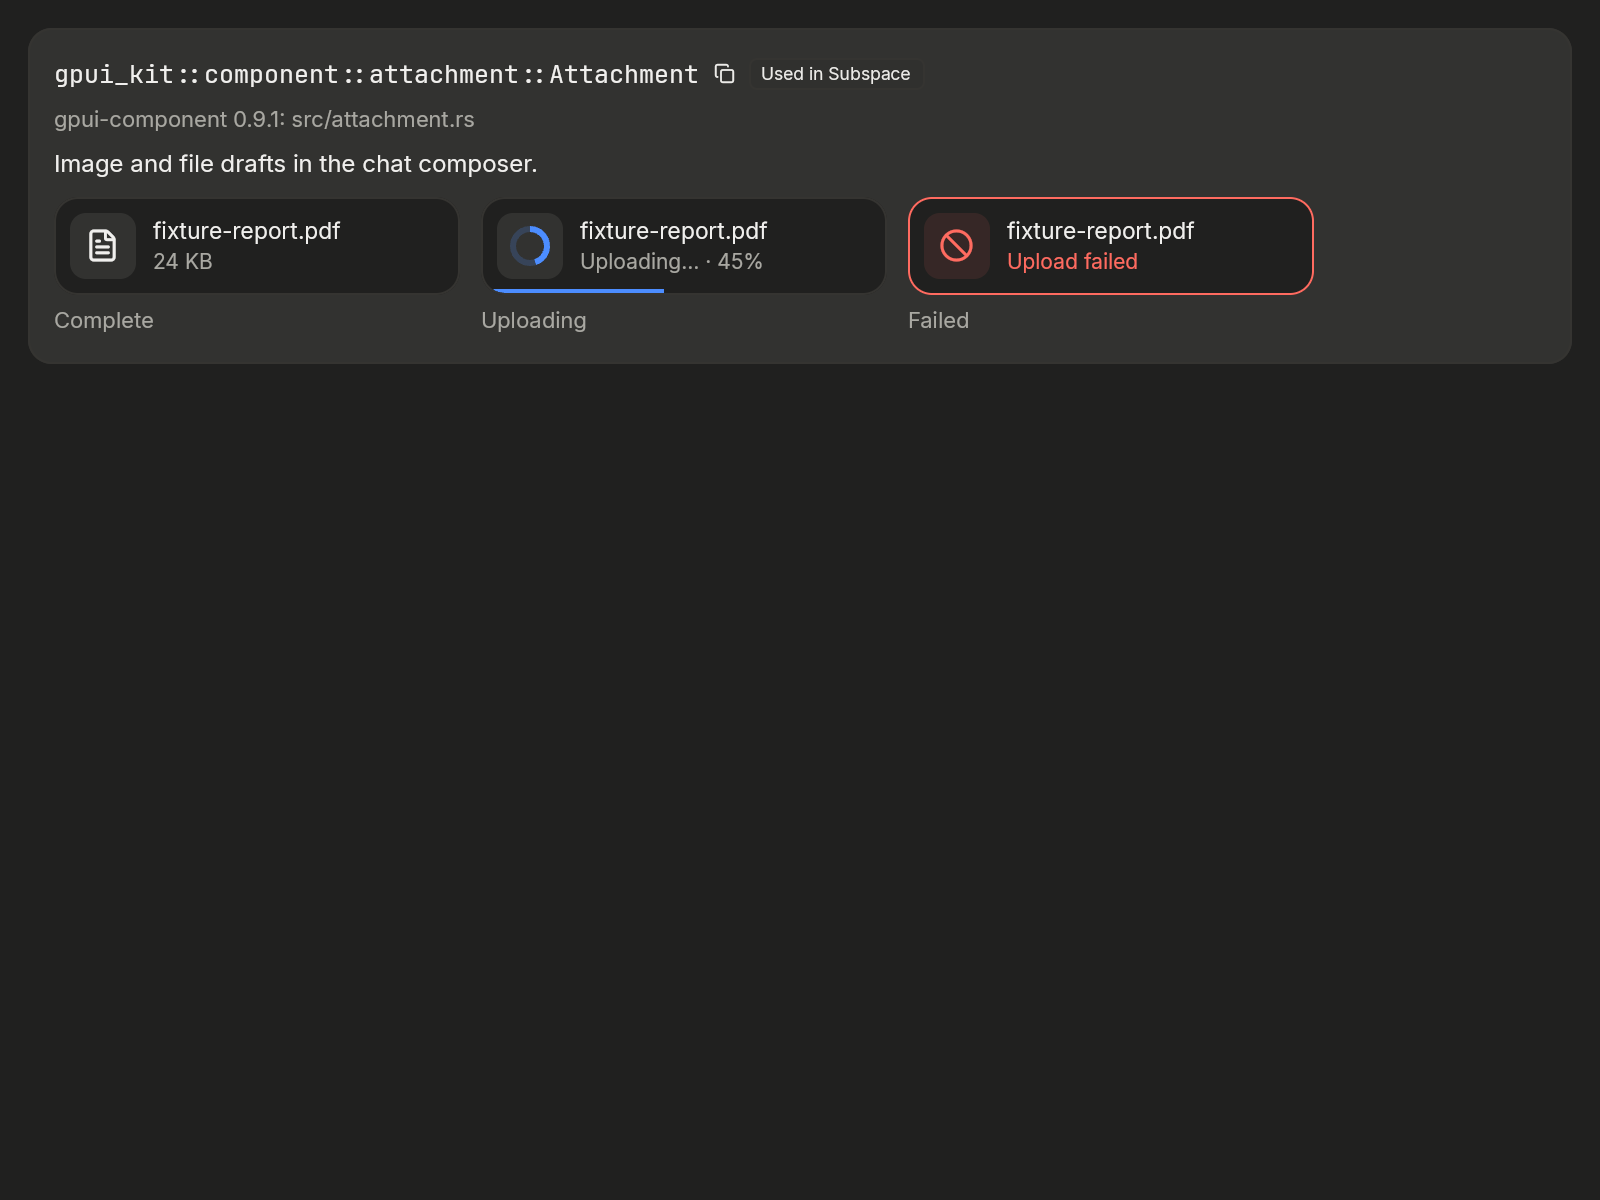 gpui_kit::component::attachment::Attachment Used in Subspace
gpui-component 0.9.1: src/attachment.rs
Image and file drafts in the chat composer.
fixture-report.pdf
24 KB
Complete
fixture-report.pdf
Uploading... · 45%
Uploading
fixture-report.pdf
Upload failed
Failed